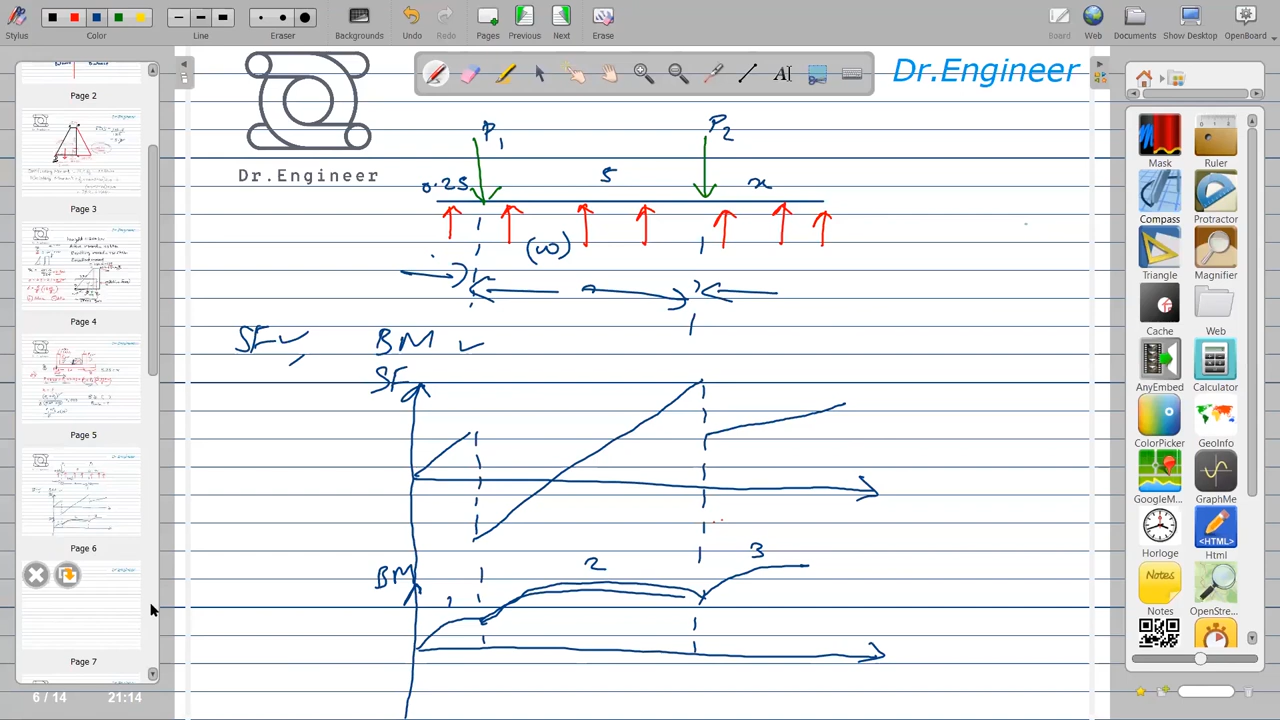 Stylus
Color
Line
Eraser
Backgrounds
Undo
Redo
Pages
Previous
Next
Erase
Board
Web
Documents
Show Desktop
OpenBoard
Page 2
Page 3
Page 4
Page 5
Page 6
Page 7
6 / 14
21:14
Dr.Engineer
Dr.Engineer
P1
P2
0.25
5
x
(w)
SF ✓
BM ✓
SF
BM
1
2
3
Mask
Ruler
Compass
Protractor
Triangle
Magnifier
Cache
Web
AnyEmbed
Calculator
ColorPicker
GeoInfo
GoogleM...
GraphMe
Horloge
Html
Notes
Notes
OpenStre...